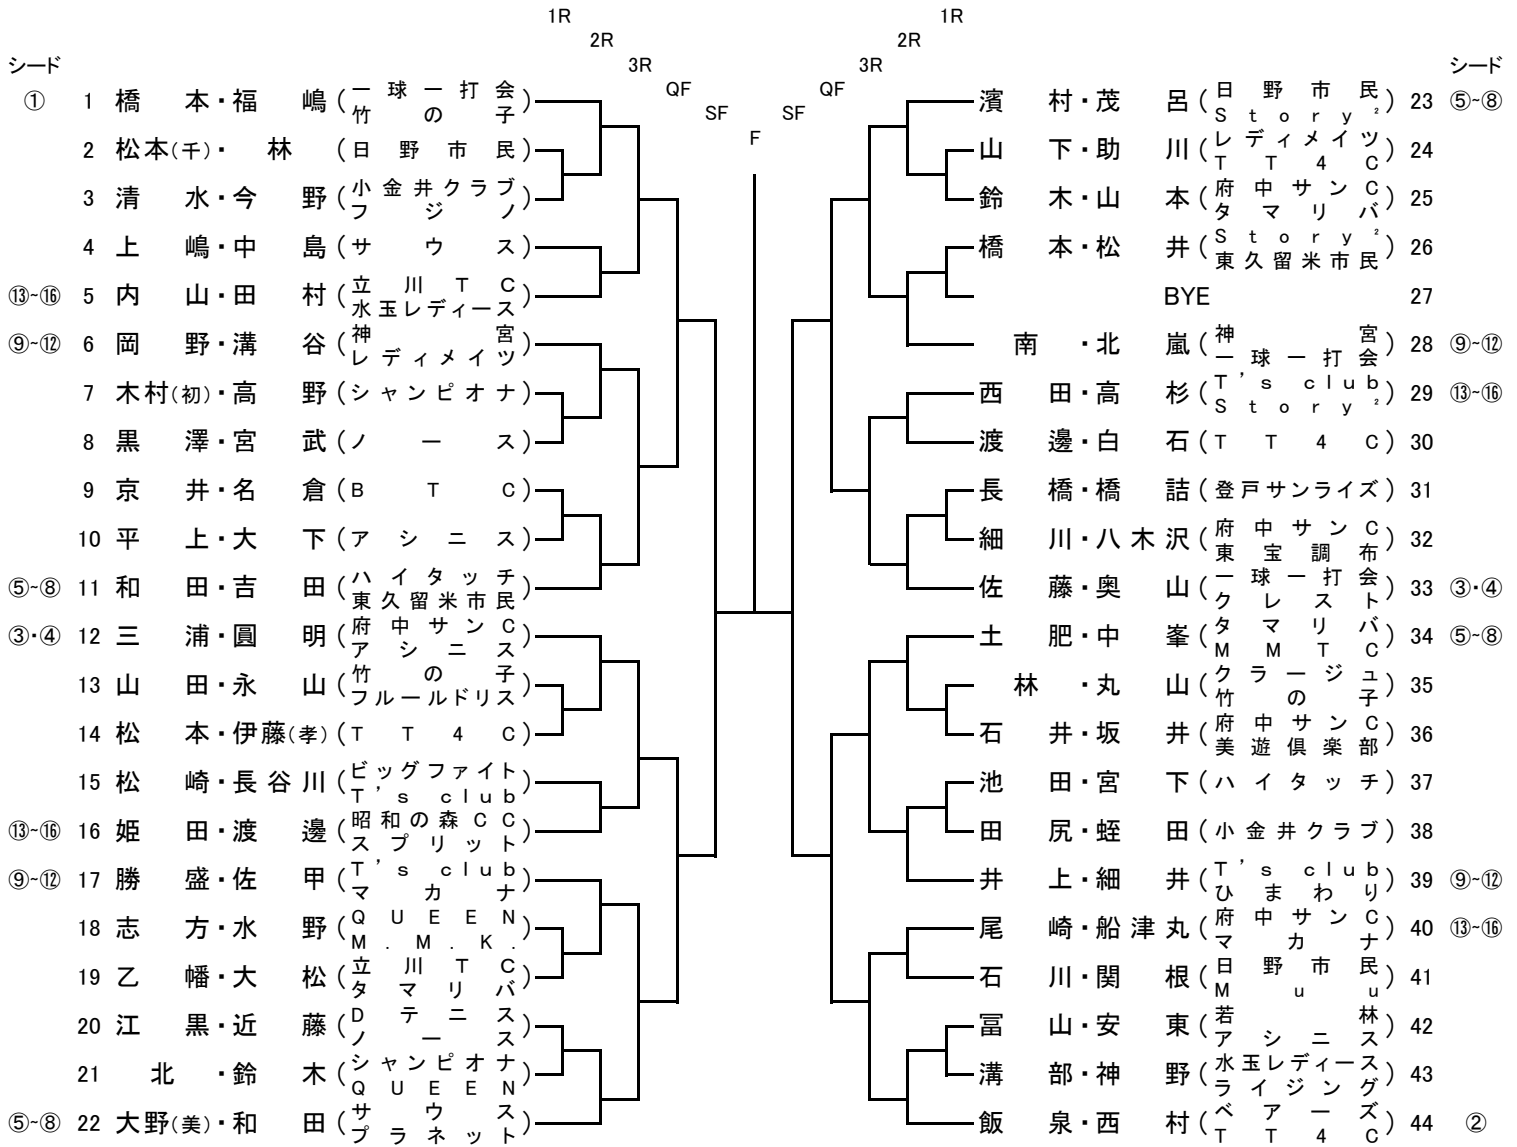 1R 1R
2R 2R
シード 3R 3R シード
QF QF
SF SF
F
① 1 橋本・福嶋 (一球一打会 竹の子)
2 松本(千)・林 (日野市民)
3 清水・今野 (小金井クラブ フジノ)
4 上嶋・中島 (サウス)
⑬~⑯ 5 内山・田村 (立川TC 水玉レディース)
⑨~⑫ 6 岡野・溝谷 (神宮 レディメイツ)
7 木村(初)・高野 (シャンピオナ)
8 黒澤・宮武 (ノース)
9 京井・名倉 (BTC)
10 平上・大下 (アシニス)
⑤~⑧ 11 和田・吉田 (ハイタッチ 東久留米市民)
③・④ 12 三浦・圓明 (府中サンC アシニス)
13 山田・永山 (竹の子 フルールドリス)
14 松本・伊藤(孝) (TT4C)
15 松崎・長谷川 (ビッグファイト T's club)
⑬~⑯ 16 姫田・渡邊 (昭和の森CC スプリット)
⑨~⑫ 17 勝盛・佐甲 (T's club マカナ)
18 志方・水野 (QUEEN M.M.K.)
19 乙幡・大松 (立川TC タマリバ)
20 江黒・近藤 (Dテニス ノース)
21 北・鈴木 (シャンピオナ QUEEN)
⑤~⑧ 22 大野(美)・和田 (サウス プラネット)
濱村・茂呂 (日野市民 Story²) 23 ⑤~⑧
山下・助川 (レディメイツ TT4C) 24
鈴木・山本 (府中サンC タマリバ) 25
橋本・松井 (Story² 東久留米市民) 26
BYE 27
南・北嵐 (神宮 一球一打会) 28 ⑨~⑫
西田・高杉 (T's club Story²) 29 ⑬~⑯
渡邊・白石 (TT4C) 30
長橋・橋詰 (登戸サンライズ) 31
細川・八木沢 (府中サンC 東宝調布) 32
佐藤・奥山 (一球一打会 クレスト) 33 ③・④
土肥・中峯 (タマリバ MMTC) 34 ⑤~⑧
林・丸山 (クラージュ 竹の子) 35
石井・坂井 (府中サンC 美遊倶楽部) 36
池田・宮下 (ハイタッチ) 37
田尻・蛭田 (小金井クラブ) 38
井上・細井 (T's club ひまわり) 39 ⑨~⑫
尾崎・船津丸 (府中サンC マカナ) 40 ⑬~⑯
石川・関根 (日野市民 Muu) 41
冨山・安東 (若林 アシニス) 42
溝部・神野 (水玉レディース ライジング) 43
飯泉・西村 (ベアーズ TT4C) 44 ②